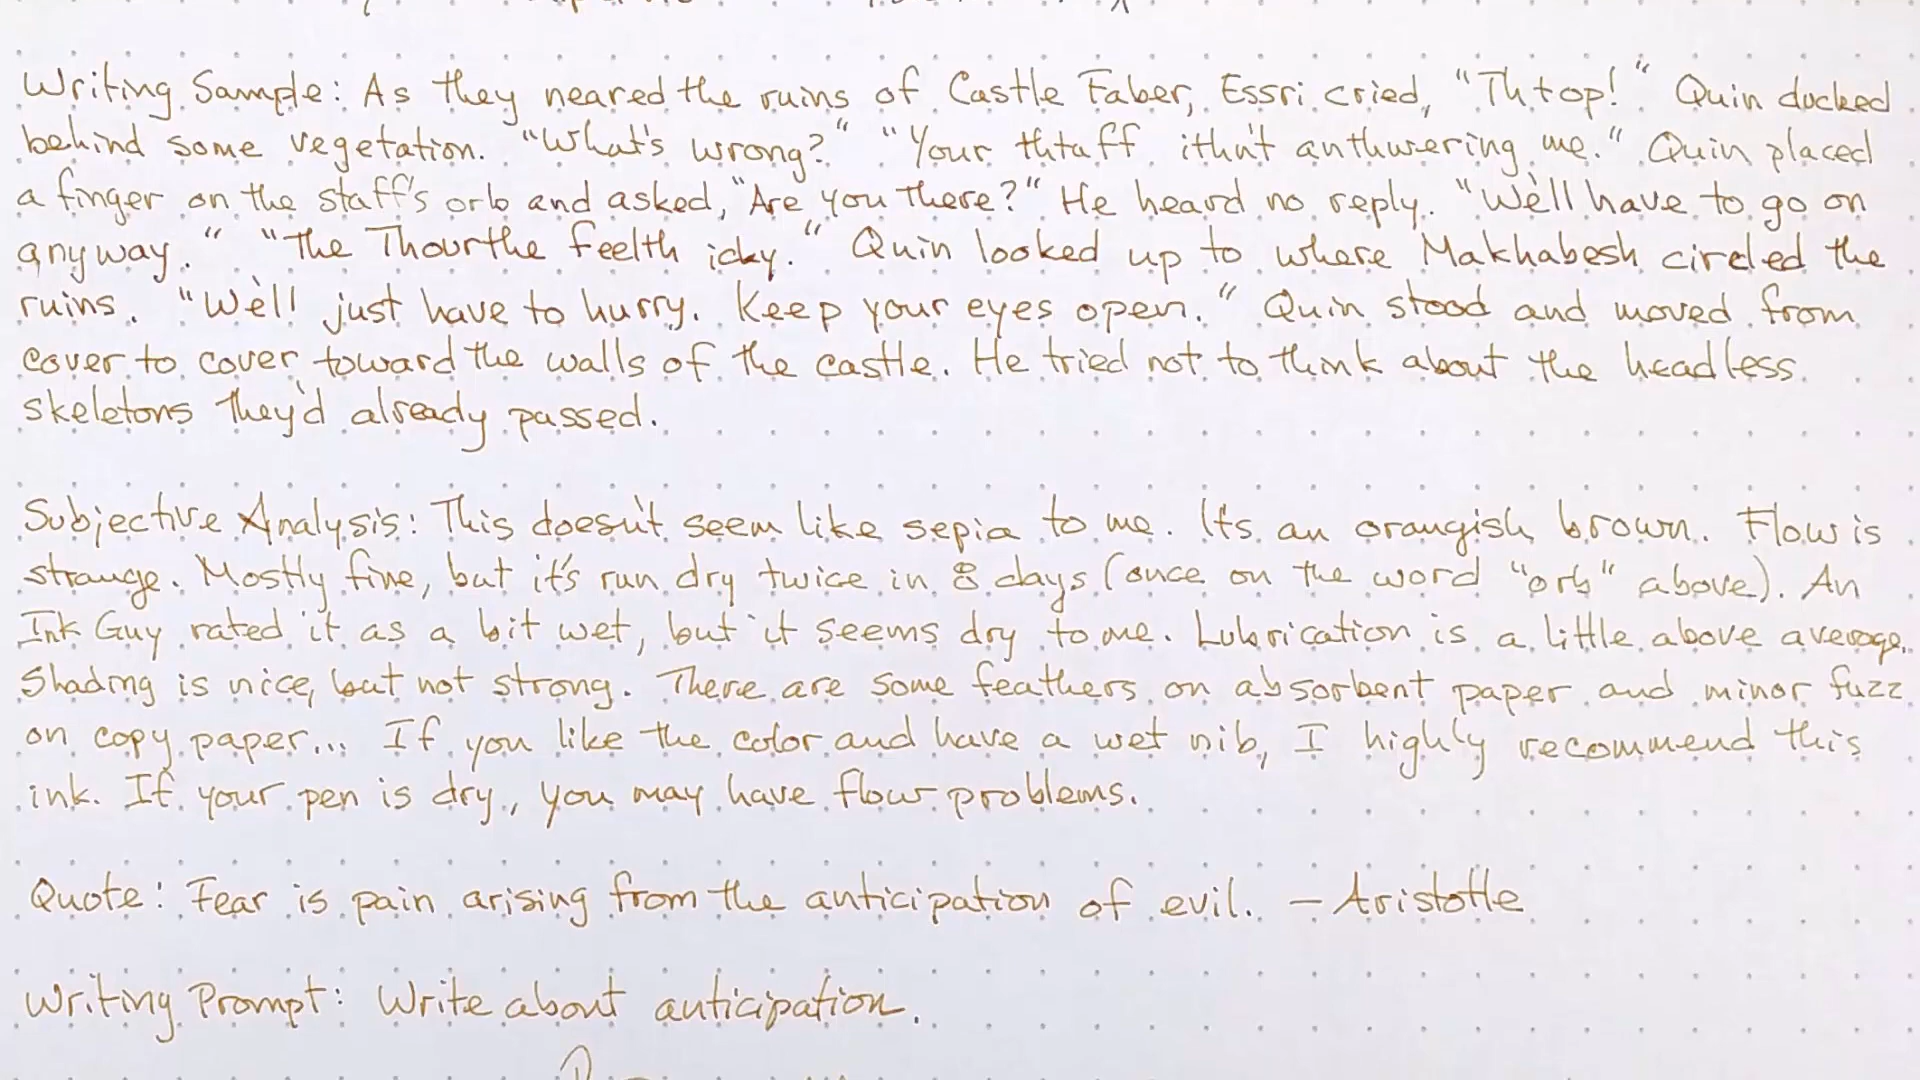 Writing Sample: As they neared the ruins of Castle Faber, Essri cried, "Thtop!" Quin ducked
behind some vegetation. "What's wrong?" "Your thtaff ithn't anthwering me." Quin placed
a finger on the staff's orb and asked, "Are you there?" He heard no reply. "We'll have to go on
anyway." "The Thourthe feelth icky." Quin looked up to where Makhabesh circled the
ruins. "We'll just have to hurry. Keep your eyes open." Quin stood and moved from
cover to cover toward the walls of the castle. He tried not to think about the headless
skeletons they'd already passed.
Subjective Analysis: This doesn't seem like sepia to me. It's an orangish brown. Flow is
strange. Mostly fine, but it's run dry twice in 8 days (once on the word "orb" above). An
Ink Guy rated it as a bit wet, but it seems dry to me. Lubrication is a little above average.
Shading is nice, but not strong. There are some feathers on absorbent paper and minor fuzz
on copy paper... If you like the color and have a wet nib, I highly recommend this
ink. If your pen is dry, you may have flow problems.
Quote: Fear is pain arising from the anticipation of evil. – Aristotle
Writing Prompt: Write about anticipation.